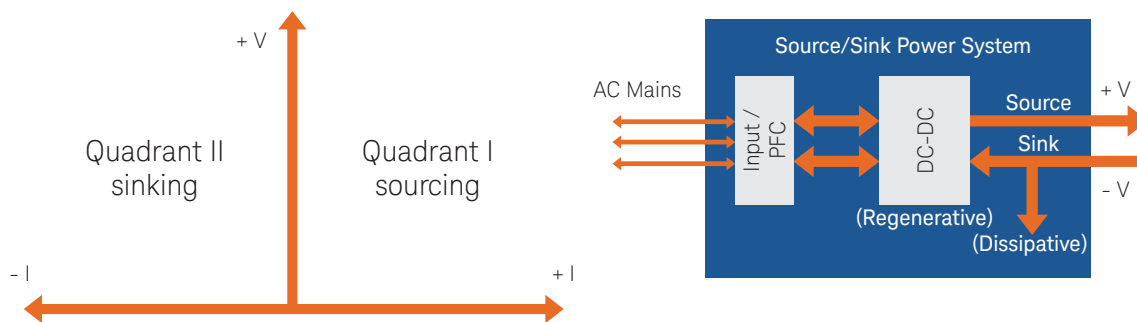 + V
Quadrant II
sinking
Quadrant I
sourcing
- I
+ I
Source/Sink Power System
AC Mains
Input /
PFC
DC-DC
Source
Sink
+ V
- V
(Regenerative)
(Dissipative)